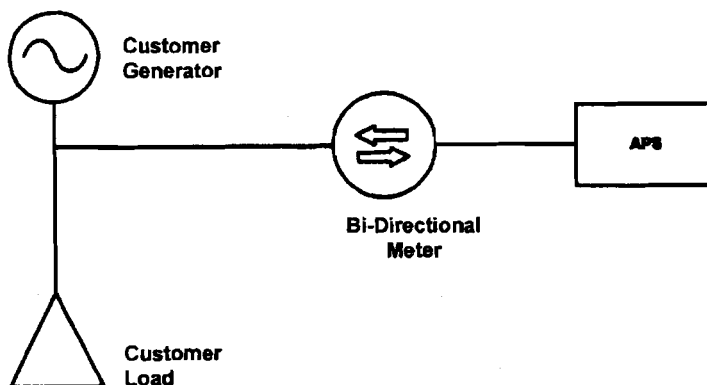 Customer
Generator
APS
Bi-Directional
Meter
Customer
Load